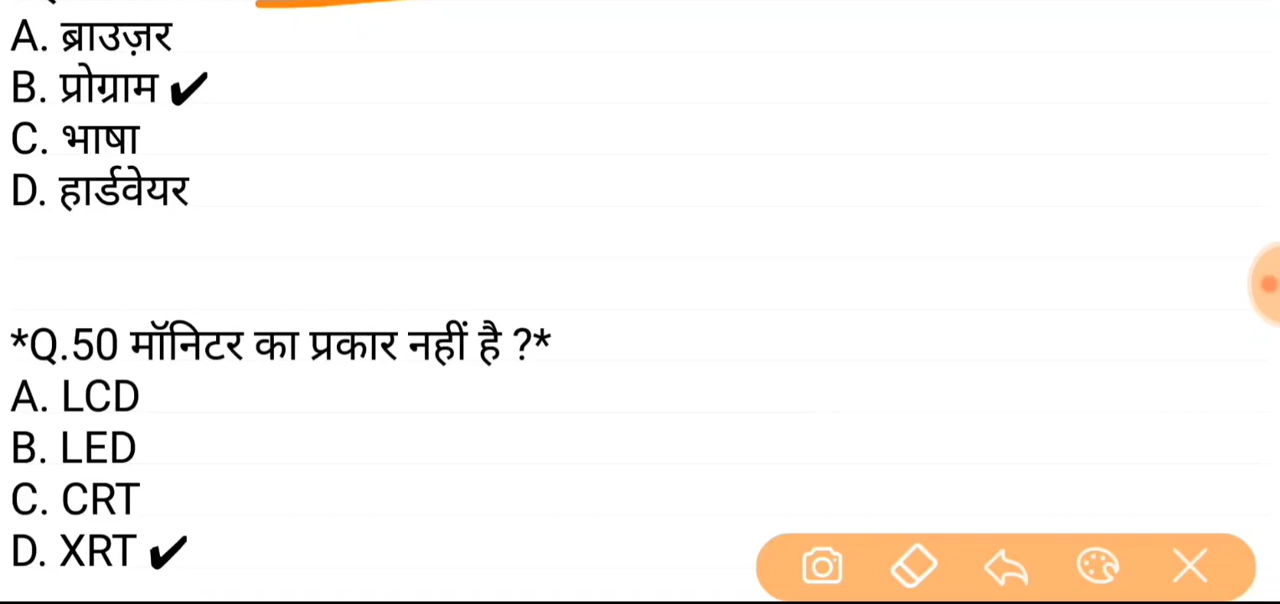 A. ब्राउज़र
B. प्रोग्राम ✔
C. भाषा
D. हार्डवेयर
*Q.50 मॉनिटर का प्रकार नहीं है ?*
A. LCD
B. LED
C. CRT
D. XRT ✔